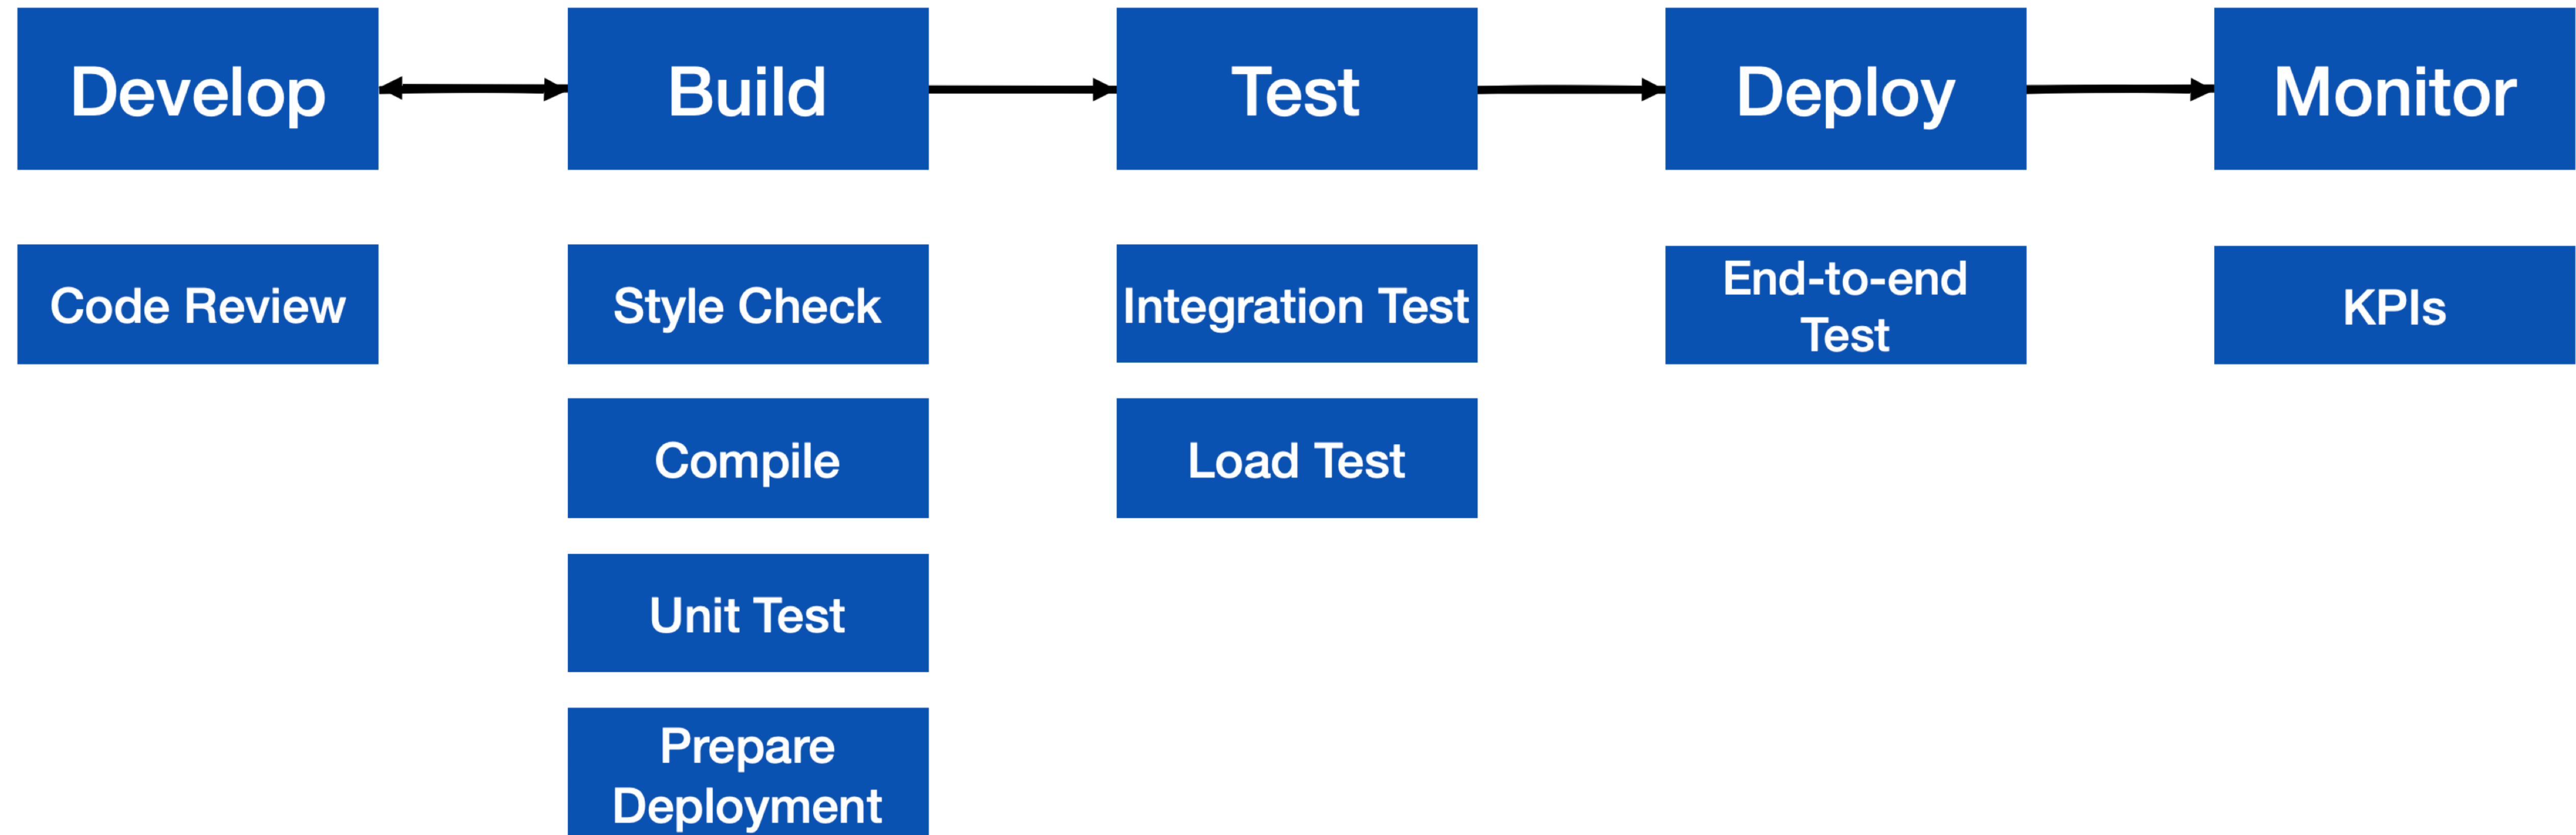 Develop
Build
Test
Deploy
Monitor
Code Review
Style Check
Integration Test
End-to-end
Test
KPIs
Compile
Load Test
Unit Test
Prepare
Deployment